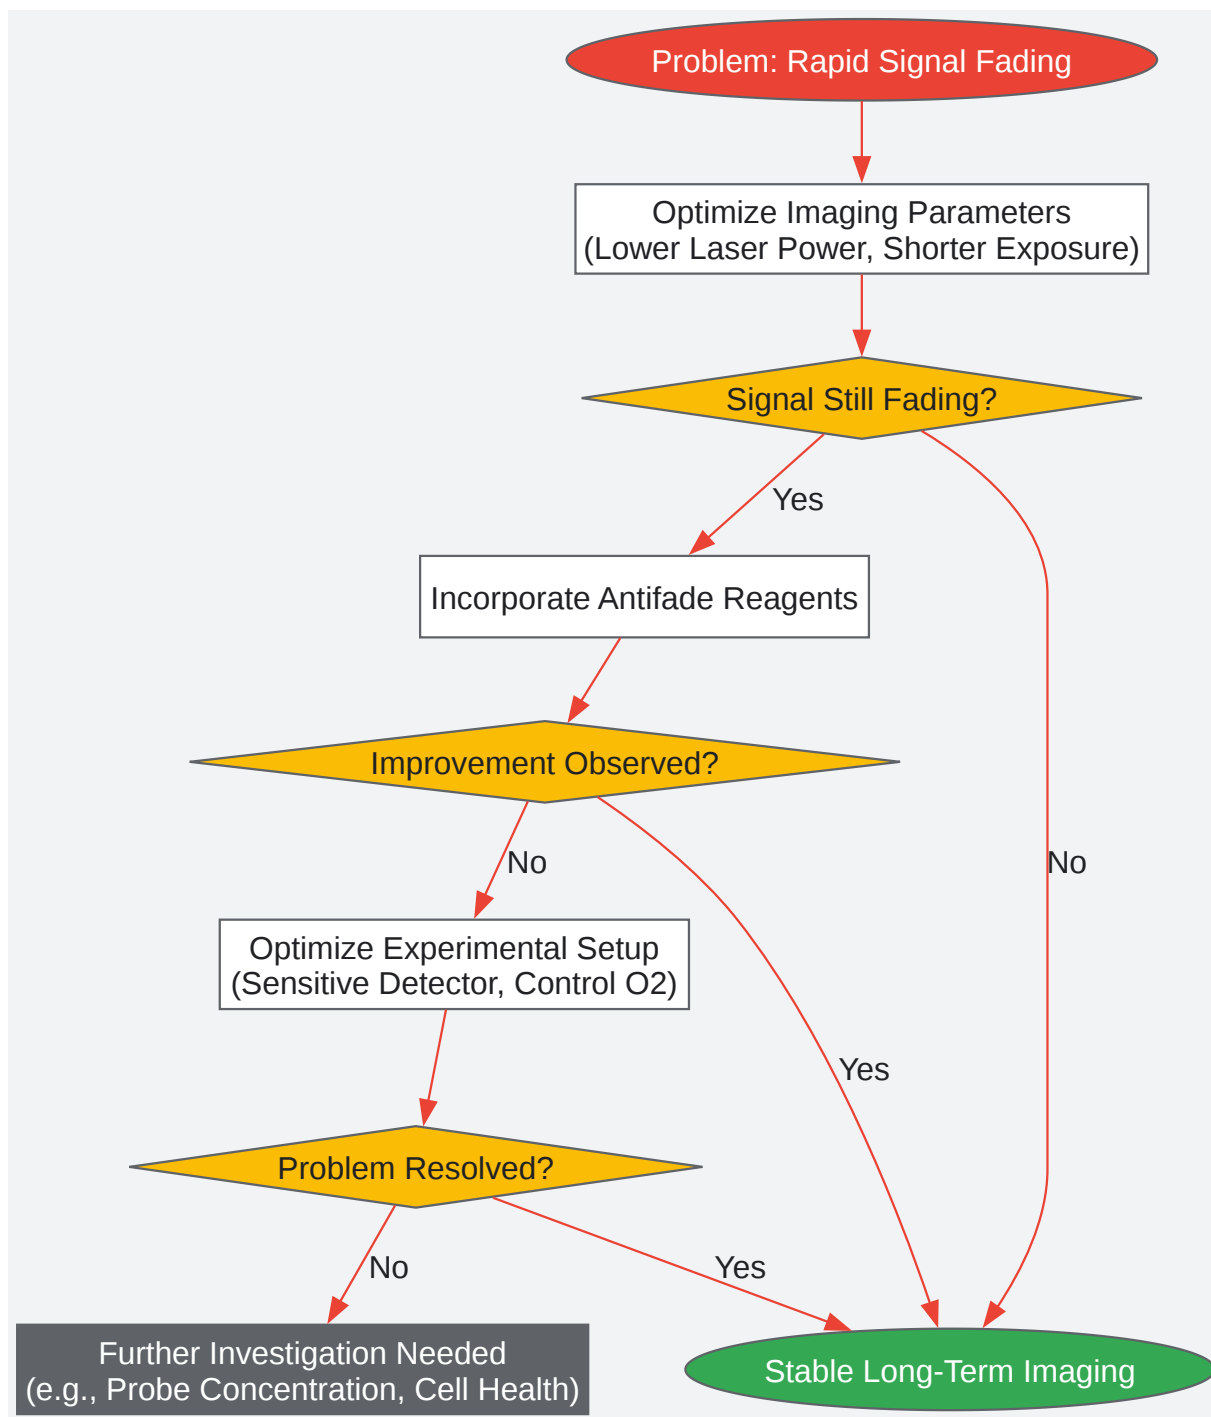 Problem: Rapid Signal Fading
Optimize Imaging Parameters
(Lower Laser Power, Shorter Exposure)
Signal Still Fading?
Yes
Incorporate Antifade Reagents
Improvement Observed?
No
No
Optimize Experimental Setup
(Sensitive Detector, Control O2)
Yes
Problem Resolved?
No
Yes
Further Investigation Needed
(e.g., Probe Concentration, Cell Health)
Stable Long-Term Imaging